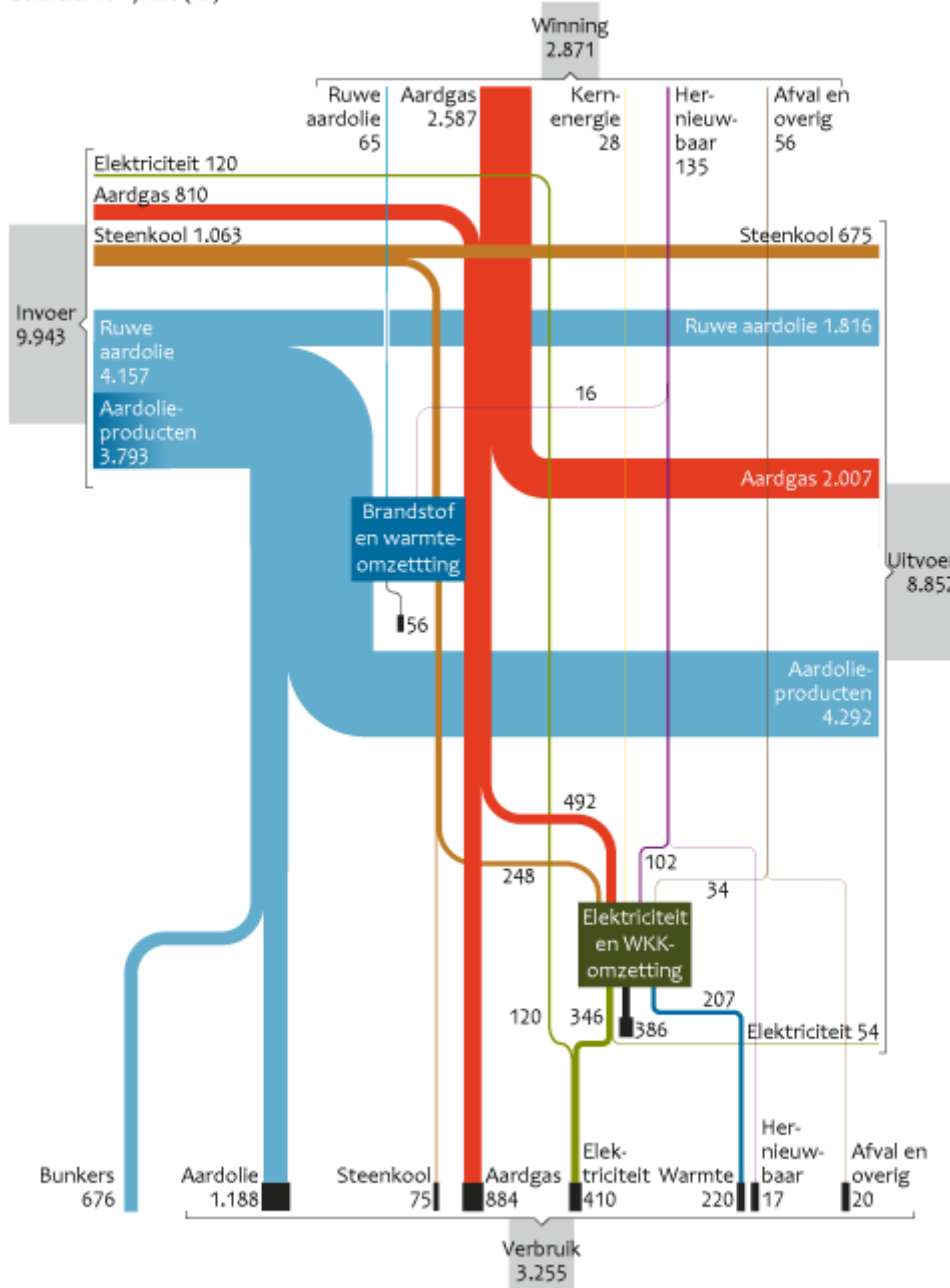 Winning
2.871
Ruwe
aardolie
65
Aardgas
2.587
Kern-
energie
28
Her-
nieuw-
baar
135
Afval en
overig
56
Elektriciteit 120
Aardgas 810
Steenkool 1.063
Steenkool 675
Invoer
9.943
Ruwe
aardolie
4.157
Ruwe aardolie 1.816
Aardolie-
producten
3.793
16
Aardgas 2.007
Brandstof
en warmte-
omzettting
Uitvoer
8.852
56
Aardolie-
producten
4.292
492
248
102
34
Elektriciteit
en WKK-
omzetting
207
120
346
386
Elektriciteit 54
Bunkers
676
Aardolie
1.188
Steenkool
75
Aardgas
884
Elek-
triciteit
410
Warmte
220
Her-
nieuw-
baar
17
Afval en
overig
20
Verbruik
3.255